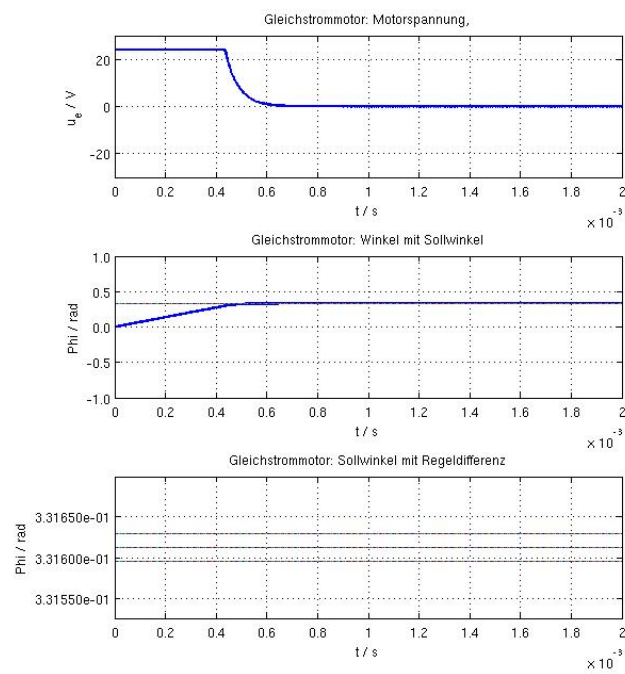 Gleichstrommotor: Motorspannung,
20
0
-20
u_e / V
0 0.2 0.4 0.6 0.8 1 1.2 1.4 1.6 1.8 2
t / s
x 10^-3
Gleichstrommotor: Winkel mit Sollwinkel
1.0
0.5
0.0
-0.5
-1.0
Phi / rad
0 0.2 0.4 0.6 0.8 1 1.2 1.4 1.6 1.8 2
t / s
x 10^-3
Gleichstrommotor: Sollwinkel mit Regeldifferenz
3.31650e-01
3.31600e-01
3.31550e-01
Phi / rad
0 0.2 0.4 0.6 0.8 1 1.2 1.4 1.6 1.8 2
t / s
x 10^-3